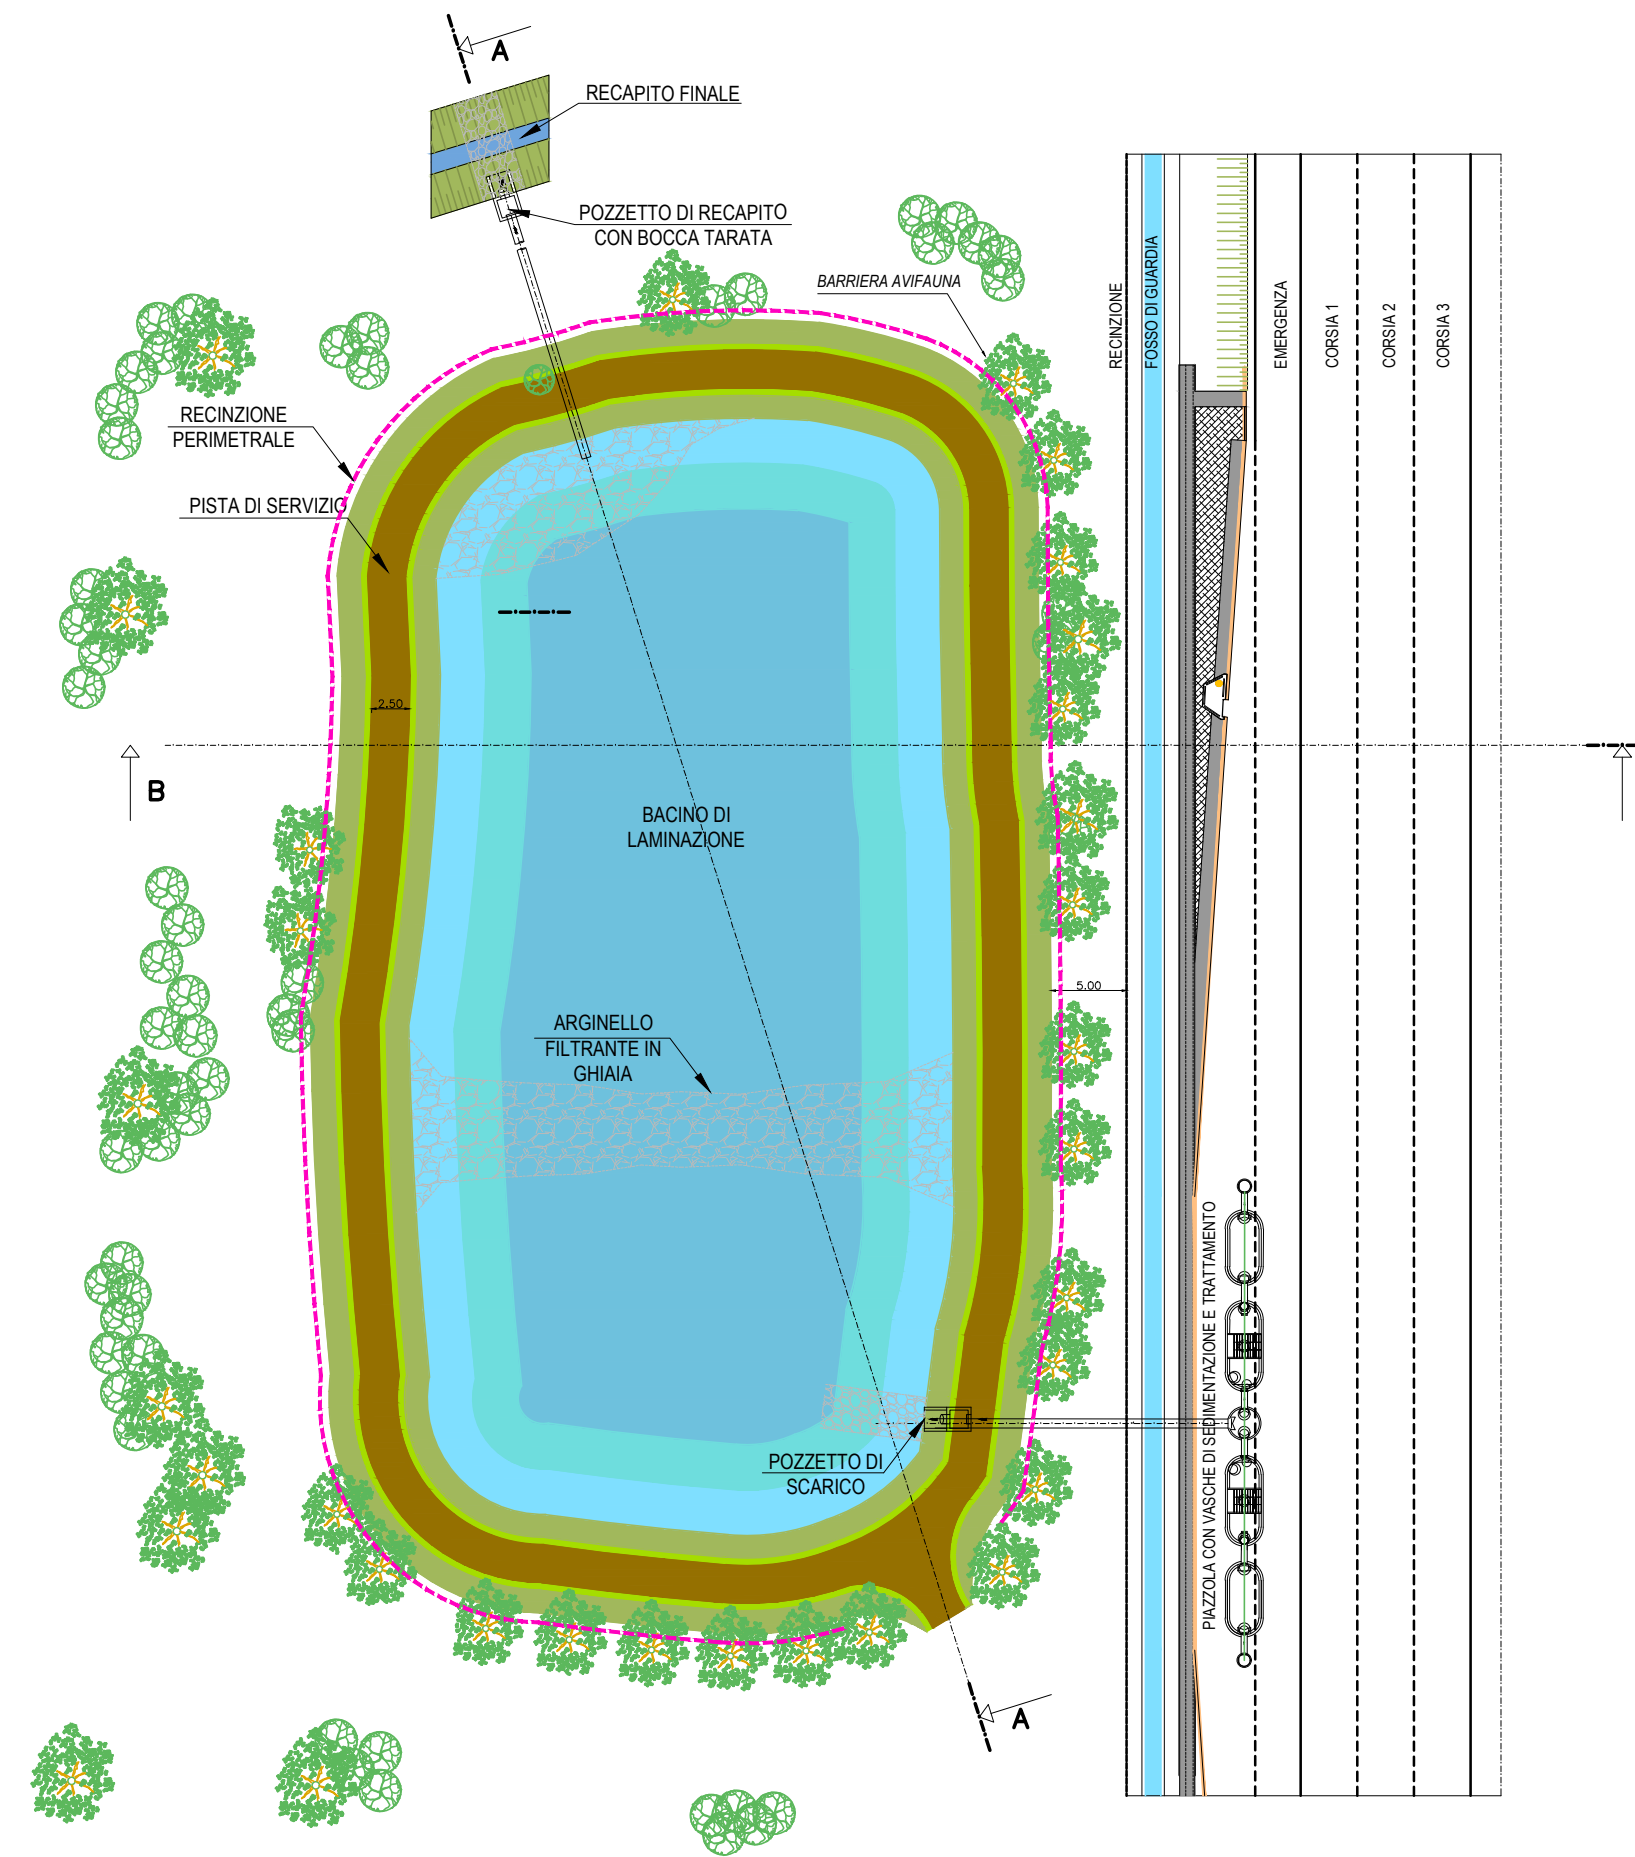 A
RECAPITO FINALE
POZZETTO DI RECAPITO
CON BOCCA TARATA
BARRIERA AVIFAUNA
RECINZIONE
FOSSO DI GUARDIA
EMERGENZA
CORSIA 1
CORSIA 2
CORSIA 3
RECINZIONE
PERIMETRALE
PISTA DI SERVIZIO
2.50
B
BACINO DI
LAMINAZIONE
5.00
ARGINELLO
FILTRANTE IN
GHIAIA
PIAZZOLA CON VASCHE DI SEDIMENTAZIONE E TRATTAMENTO
POZZETTO DI
SCARICO
A